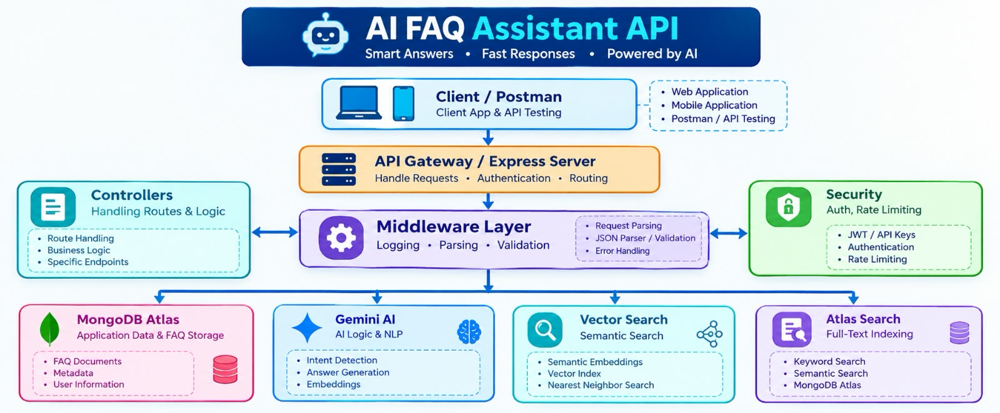 AI FAQ Assistant API
Smart Answers • Fast Responses • Powered by AI
Client / Postman
Client App & API Testing
• Web Application
• Mobile Application
• Postman / API Testing
API Gateway / Express Server
Handle Requests • Authentication • Routing
Controllers
Handling Routes & Logic
• Route Handling
• Business Logic
• Specific Endpoints
Middleware Layer
Logging • Parsing • Validation
• Request Parsing
• JSON Parser / Validation
• Error Handling
Security
Auth, Rate Limiting
• JWT / API Keys
• Authentication
• Rate Limiting
MongoDB Atlas
Application Data & FAQ Storage
• FAQ Documents
• Metadata
• User Information
Gemini AI
AI Logic & NLP
• Intent Detection
• Answer Generation
• Embeddings
Vector Search
Semantic Search
• Semantic Embeddings
• Vector Index
• Nearest Neighbor Search
Atlas Search
Full-Text Indexing
• Keyword Search
• Semantic Search
• MongoDB Atlas